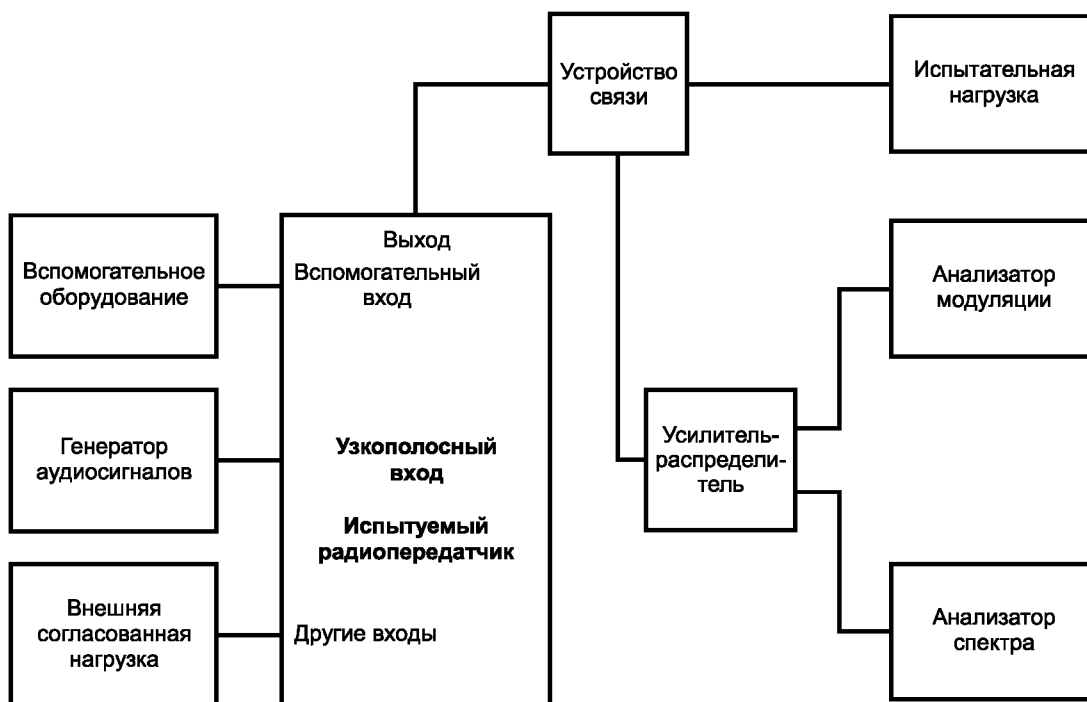 Устройство
связи
Испытательная
нагрузка
Вспомогательное
оборудование
Выход
Вспомогательный
вход
Анализатор
модуляции
Генератор
аудиосигналов
Узкополосный
вход
Усилитель-
распредели-
тель
Испытуемый
радиопередатчик
Внешняя
согласованная
нагрузка
Другие входы
Анализатор
спектра